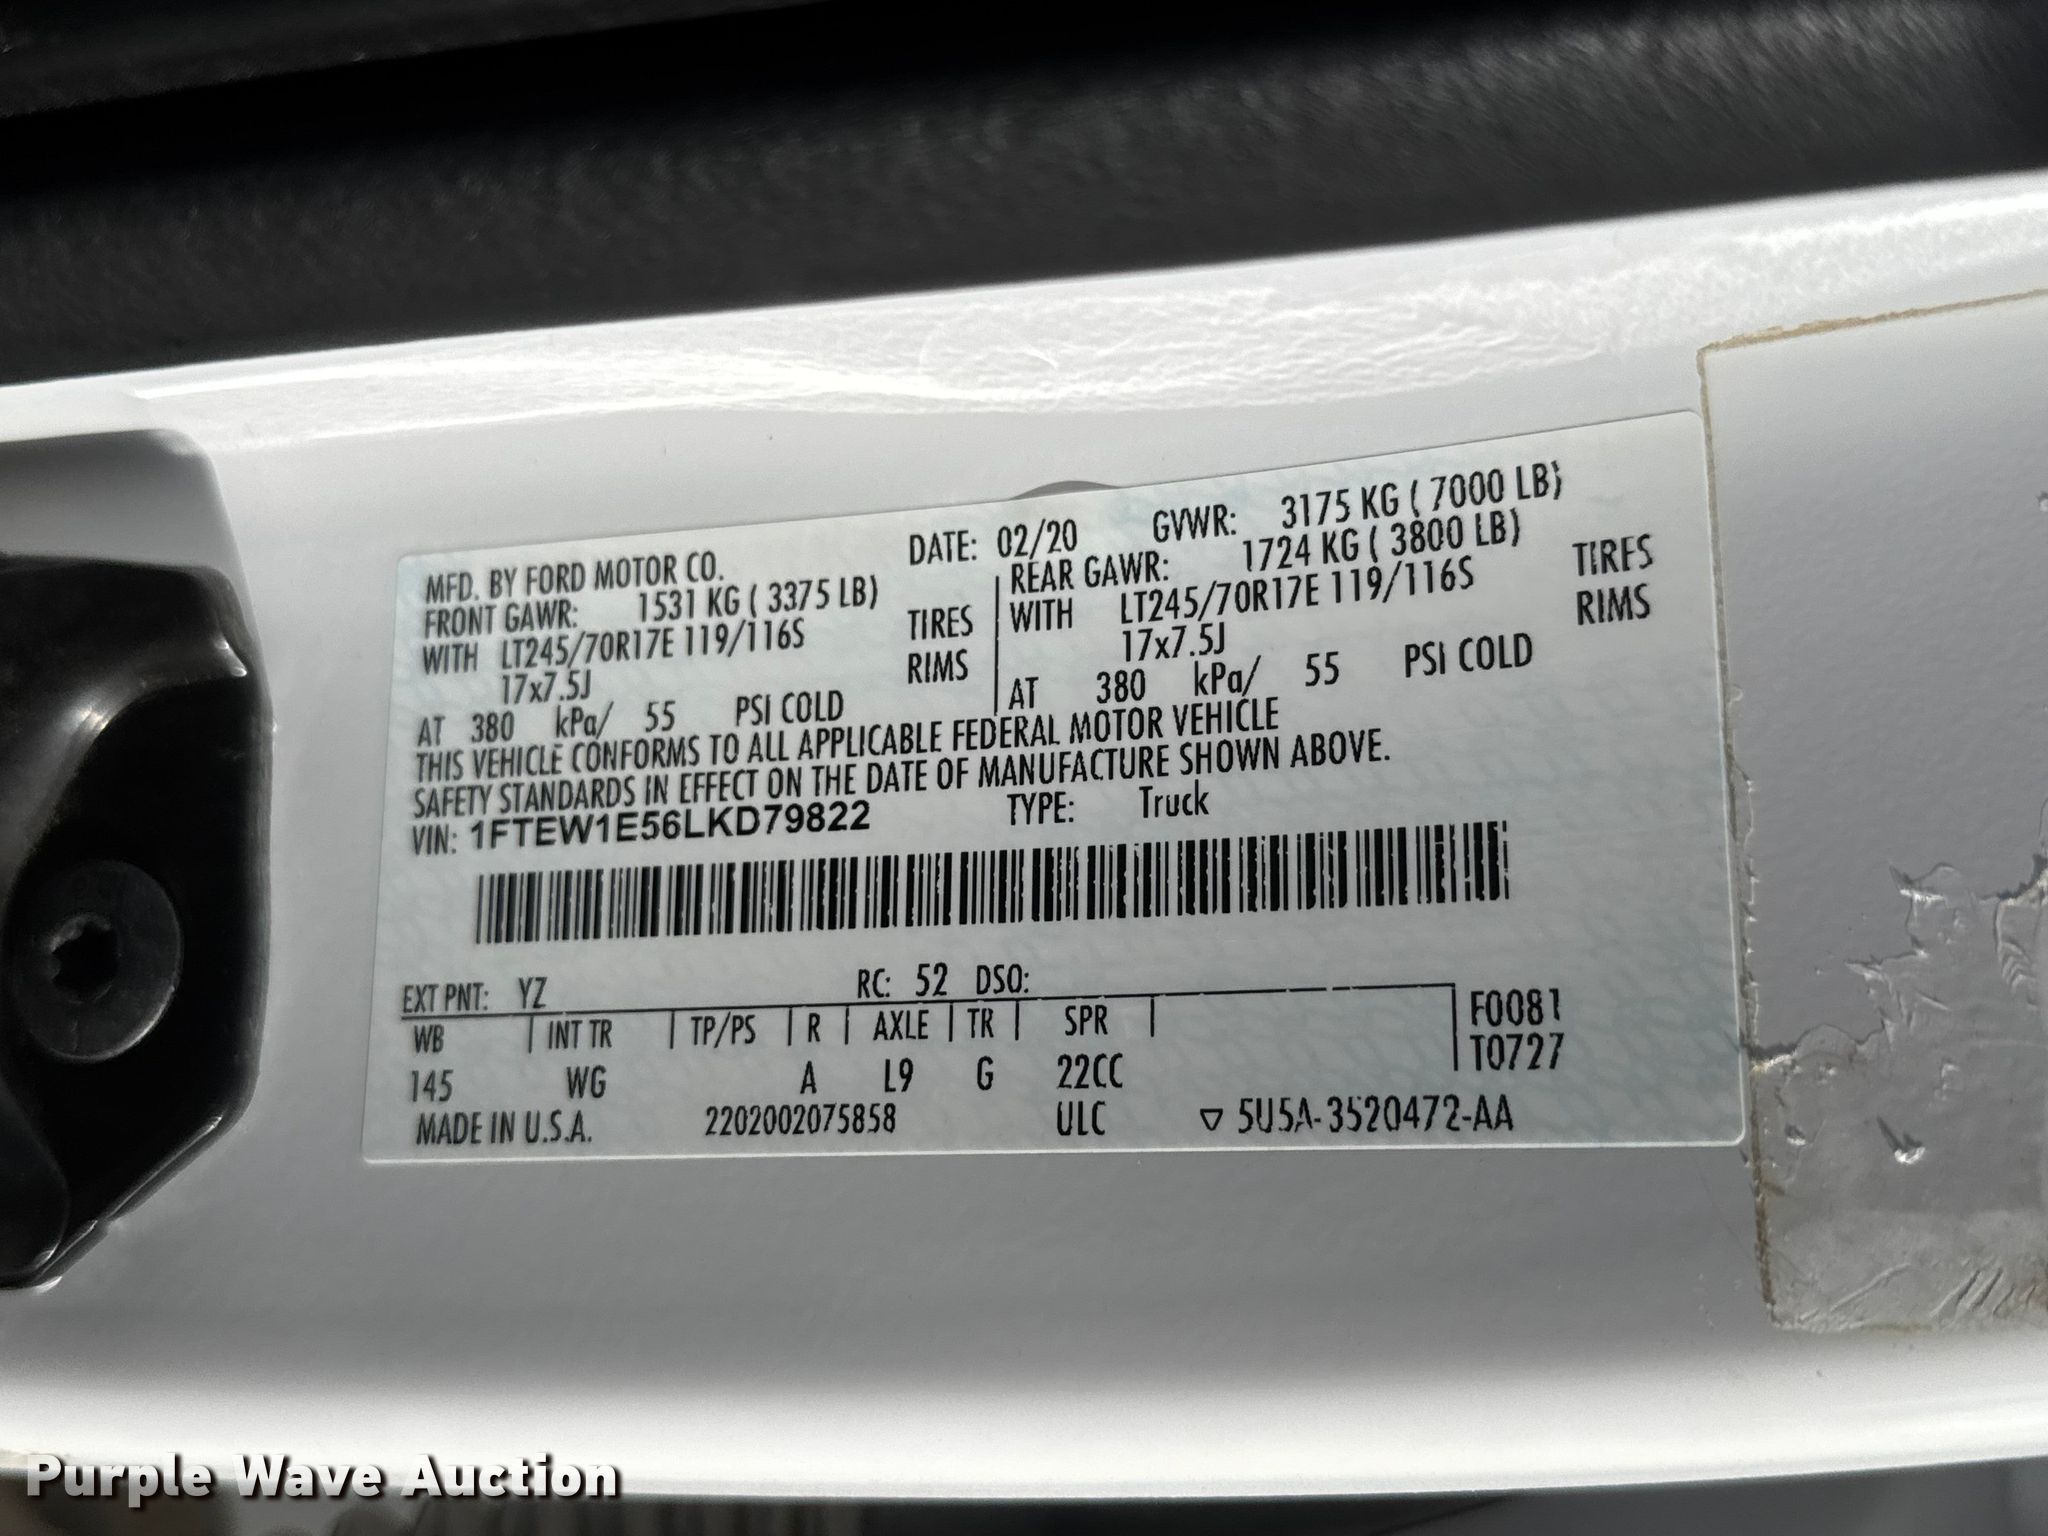 MFD. BY FORD MOTOR CO. DATE: 02/20 GVWR: 3175 KG ( 7000 LB)
FRONT GAWR: 1531 KG ( 3375 LB) REAR GAWR: 1724 KG ( 3800 LB)
WITH LT245/70R17E 119/116S TIRES WITH LT245/70R17E 119/116S TIRES
17x7.5J RIMS 17x7.5J RIMS
AT 380 kPa/ 55 PSI COLD AT 380 kPa/ 55 PSI COLD
THIS VEHICLE CONFORMS TO ALL APPLICABLE FEDERAL MOTOR VEHICLE
SAFETY STANDARDS IN EFFECT ON THE DATE OF MANUFACTURE SHOWN ABOVE.
VIN: 1FTEW1E56LKD79822 TYPE: Truck
EXT PNT: YZ RC: 52 DSO:
WB INT TR TP/PS R AXLE TR SPR F0081
T0727
145 WG A L9 G 22CC
MADE IN U.S.A. 2202002075858 ULC ▽ 5U5A-3520472-AA
Purple Wave Auction